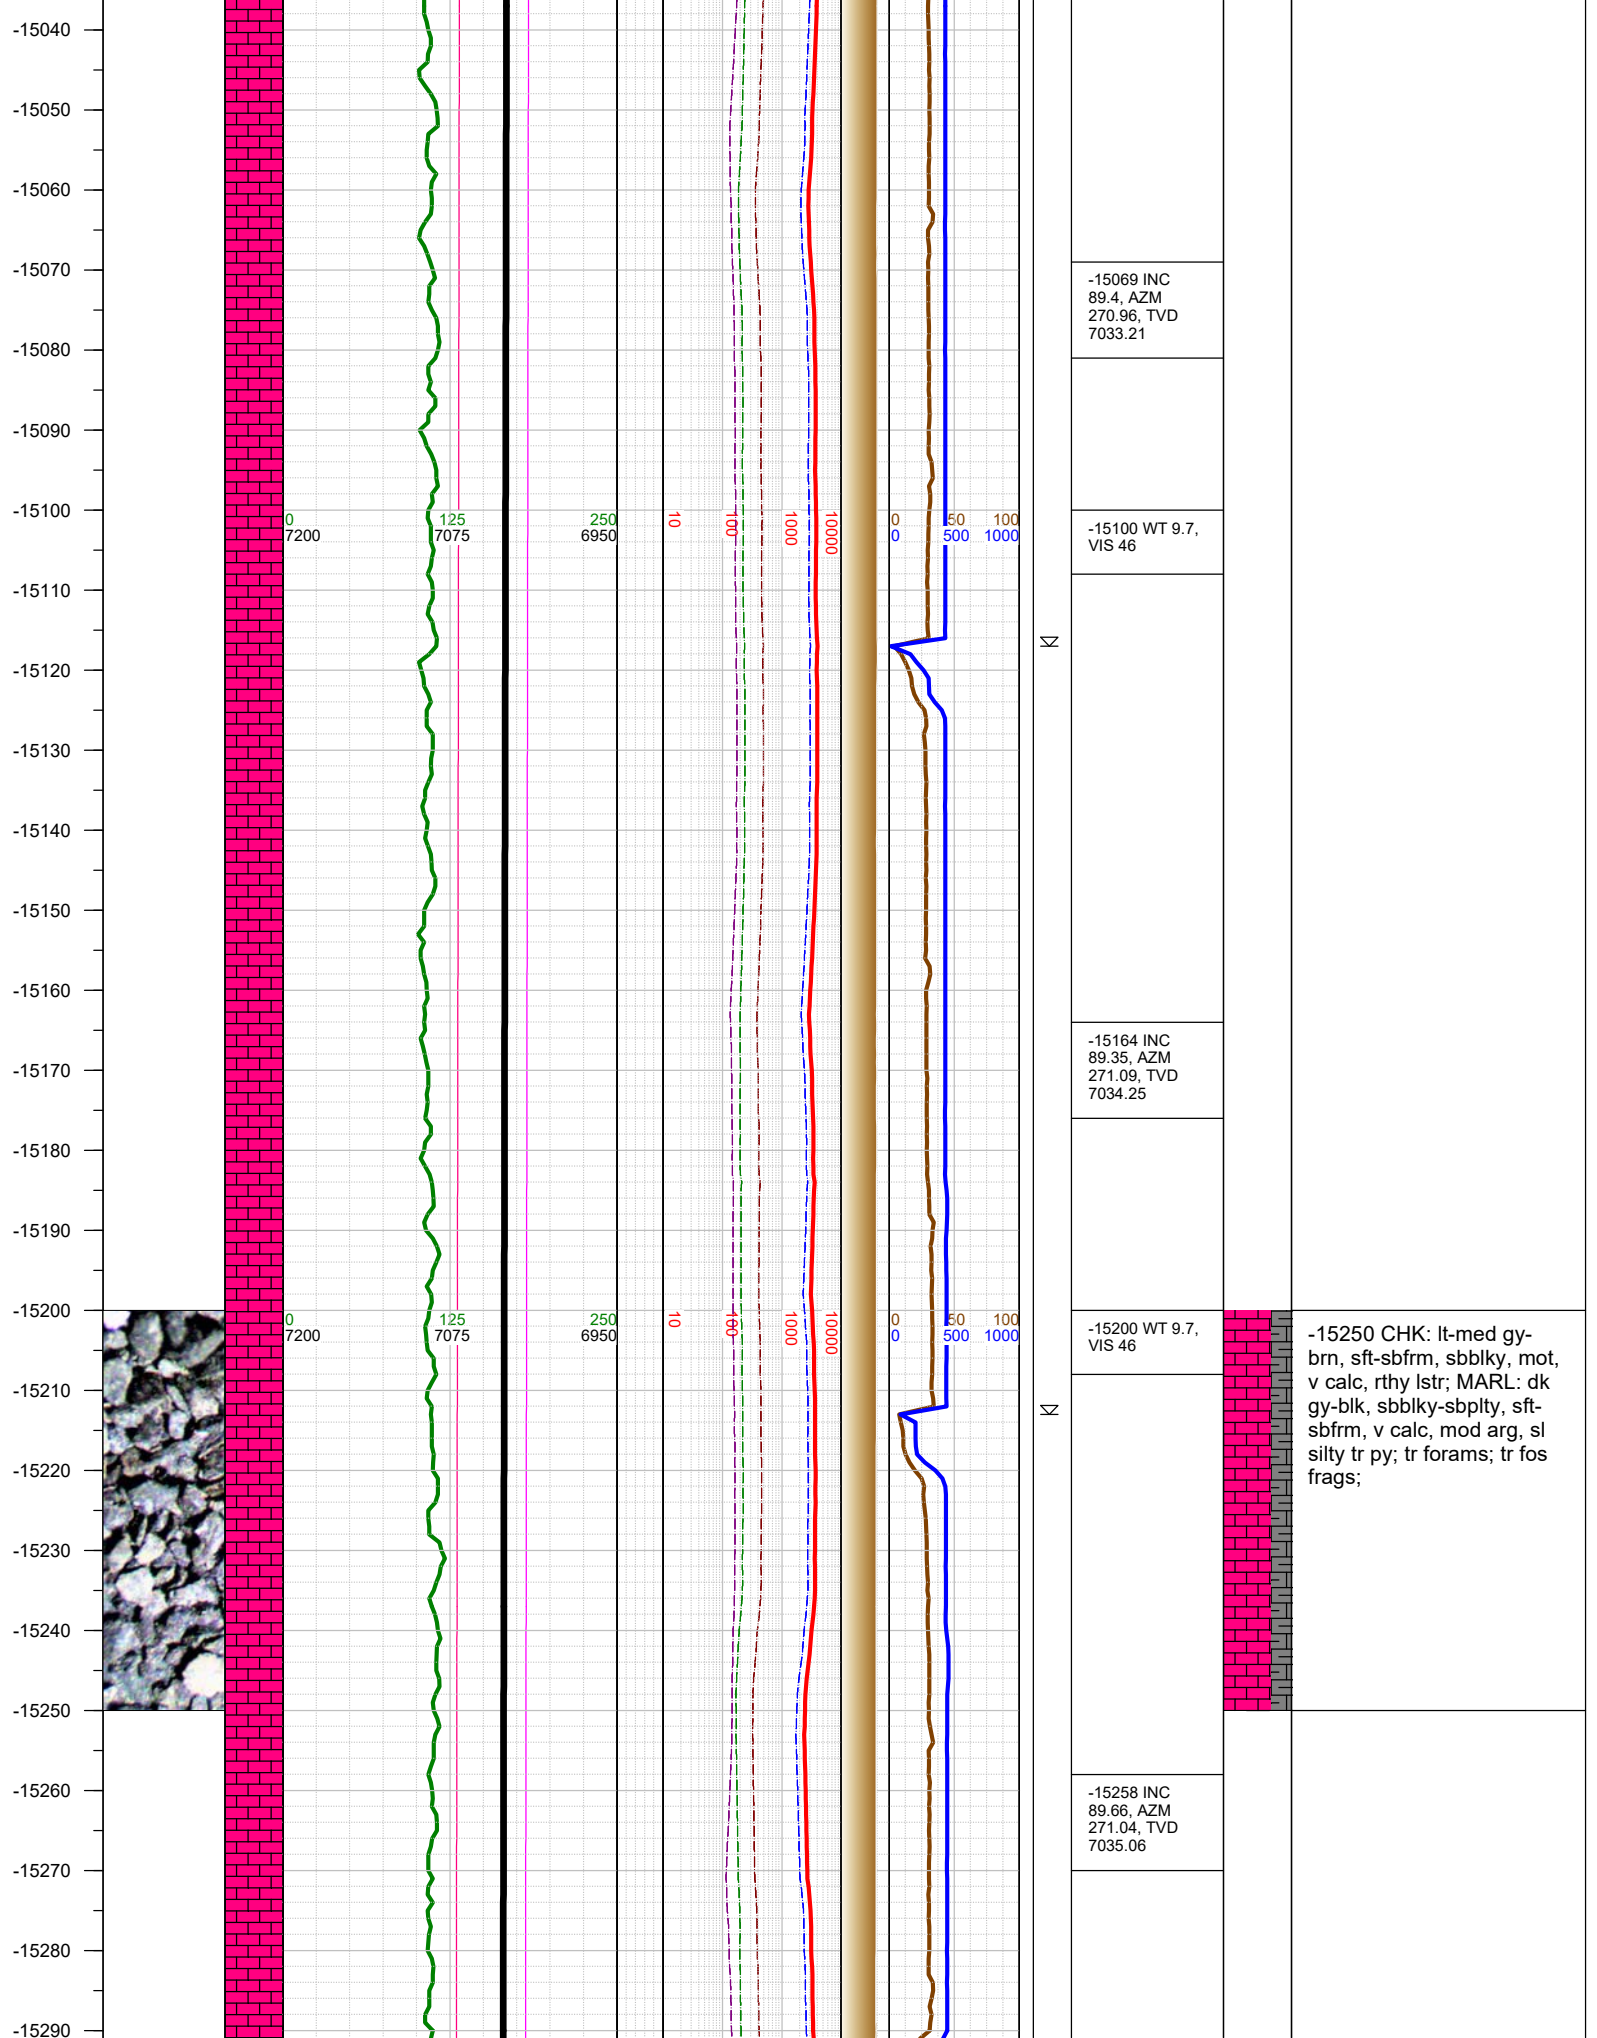 -15040
-15050
-15060
-15070
-15069 INC
89.4, AZM
270.96, TVD
7033.21
-15080
-15090
-15100
0 125 250
7200 7075 6950
10 100 1000 10000
0 50 100
0 500 1000
-15100 WT 9.7,
VIS 46
-15110
-15120
-15130
-15140
-15150
-15160
-15164 INC
89.35, AZM
271.09, TVD
7034.25
-15170
-15180
-15190
-15200
0 125 250
7200 7075 6950
10 100 1000 10000
0 50 100
0 500 1000
-15200 WT 9.7,
VIS 46
-15250 CHK: lt-med gy-
brn, sft-sbfrm, sbblky, mot,
v calc, rthy lstr; MARL: dk
gy-blk, sbblky-sbplty, sft-
sbfrm, v calc, mod arg, sl
silty tr py; tr forams; tr fos
frags;
-15210
-15220
-15230
-15240
-15250
-15260
-15258 INC
89.66, AZM
271.04, TVD
7035.06
-15270
-15280
-15290